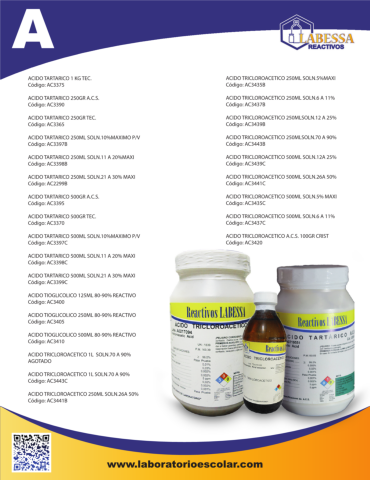 A
LABESSA
REACTIVOS
ACIDO TARTARICO 1 KG TEC.
Código: AC3375
ACIDO TARTARICO 250GR A.C.S.
Código: AC3390
ACIDO TARTARICO 250GR TEC.
Código: AC3365
ACIDO TARTARICO 250ML SOLN.10%MAXIMO P/V
Código: AC3397B
ACIDO TARTARICO 250ML SOLN.11 A 20%MAXI
Código: AC3398B
ACIDO TARTARICO 250ML SOLN.21 A 30% MAXI
Código: AC2299B
ACIDO TARTARICO 500GR A.C.S.
Código: AC3395
ACIDO TARTARICO 500GR TEC.
Código: AC3370
ACIDO TARTARICO 500ML SOLN.10%MAXIMO P/V
Código: AC3397C
ACIDO TARTARICO 500ML SOLN.11 A 20% MAXI
Código: AC3398C
ACIDO TARTARICO 500ML SOLN.21 A 30% MAXI
Código: AC3399C
ACIDO TIOGLICOLICO 125ML 80-90% REACTIVO
Código: AC3400
ACIDO TIOGLICOLICO 250ML 80-90% REACTIVO
Código: AC3405
ACIDO TIOGLICOLICO 500ML 80-90% REACTIVO
Código: AC3410
ACIDO TRICLOROACETICO 1L SOLN.70 A 90%
AGOTADO
ACIDO TRICLOROACETICO 1L SOLN.70 A 90%
Código: AC3443C
ACIDO TRICLOROACETICO 250ML SOLN.26A 50%
Código: AC3441B
ACIDO TRICLOROACETICO 250ML SOLN.5%MAXI
Código: AC3435B
ACIDO TRICLOROACETICO 250ML SOLN.6 A 11%
Código: AC3437B
ACIDO TRICLOROACETICO 250MLSOLN.12 A 25%
Código: AC3439B
ACIDO TRICLOROACETICO 250MLSOLN.70 A 90%
Código: AC3443B
ACIDO TRICLOROACETICO 500ML SOLN.12A 25%
Código: AC3439C
ACIDO TRICLOROACETICO 500ML SOLN.26A 50%
Código: AC3441C
ACIDO TRICLOROACETICO 500ML SOLN.5% MAXI
Código: AC3435C
ACIDO TRICLOROACETICO 500ML SOLN.6 A 11%
Código: AC3437C
ACIDO TRICLOROACETICO A.C.S. 100GR CRIST
Código: AC3420
Reactivos LABESSA
ACIDO TRICLOROACETICO
Reactivos LABESSA
ACIDO TARTARICO
www.laboratorioescolar.com